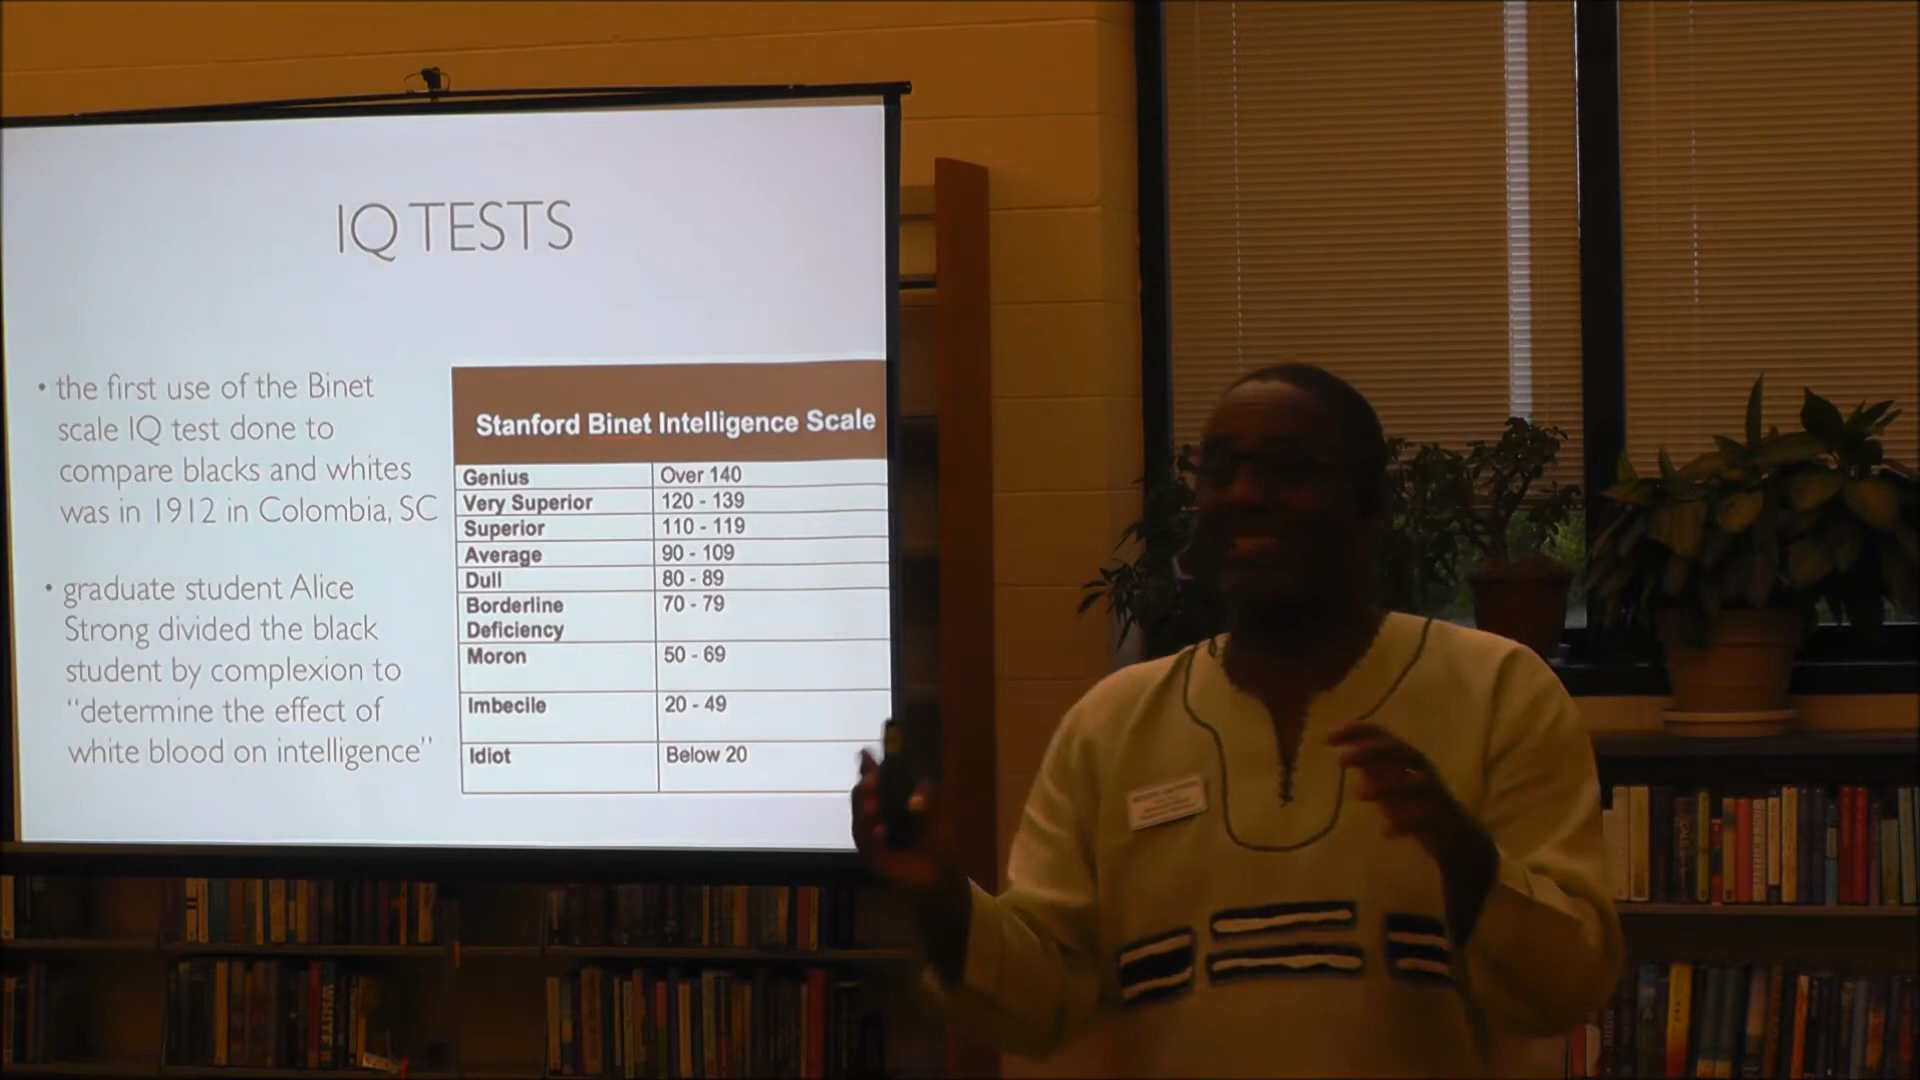 IQ TESTS
• the first use of the Binet
scale IQ test done to
compare blacks and whites
was in 1912 in Colombia, SC
• graduate student Alice
Strong divided the black
student by complexion to
“determine the effect of
white blood on intelligence”
Stanford Binet Intelligence Scale
Genius Over 140
Very Superior 120 - 139
Superior 110 - 119
Average 90 - 109
Dull 80 - 89
Borderline 70 - 79
Deficiency
Moron 50 - 69
Imbecile 20 - 49
Idiot Below 20